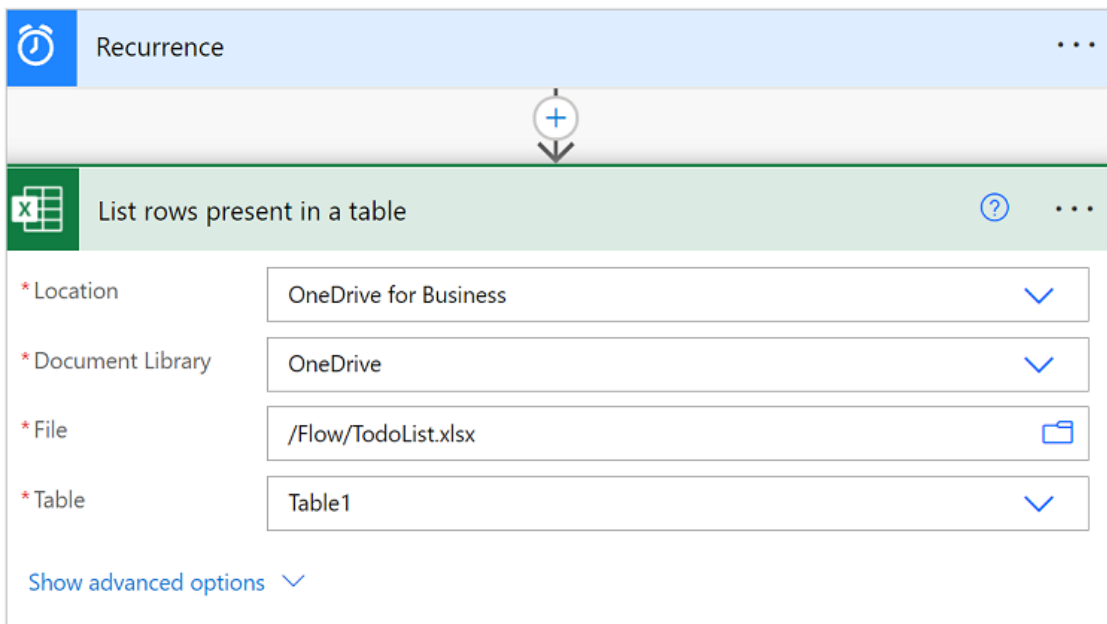 Recurrence
List rows present in a table
* Location
OneDrive for Business
* Document Library
OneDrive
* File
/Flow/TodoList.xlsx
* Table
Table1
Show advanced options